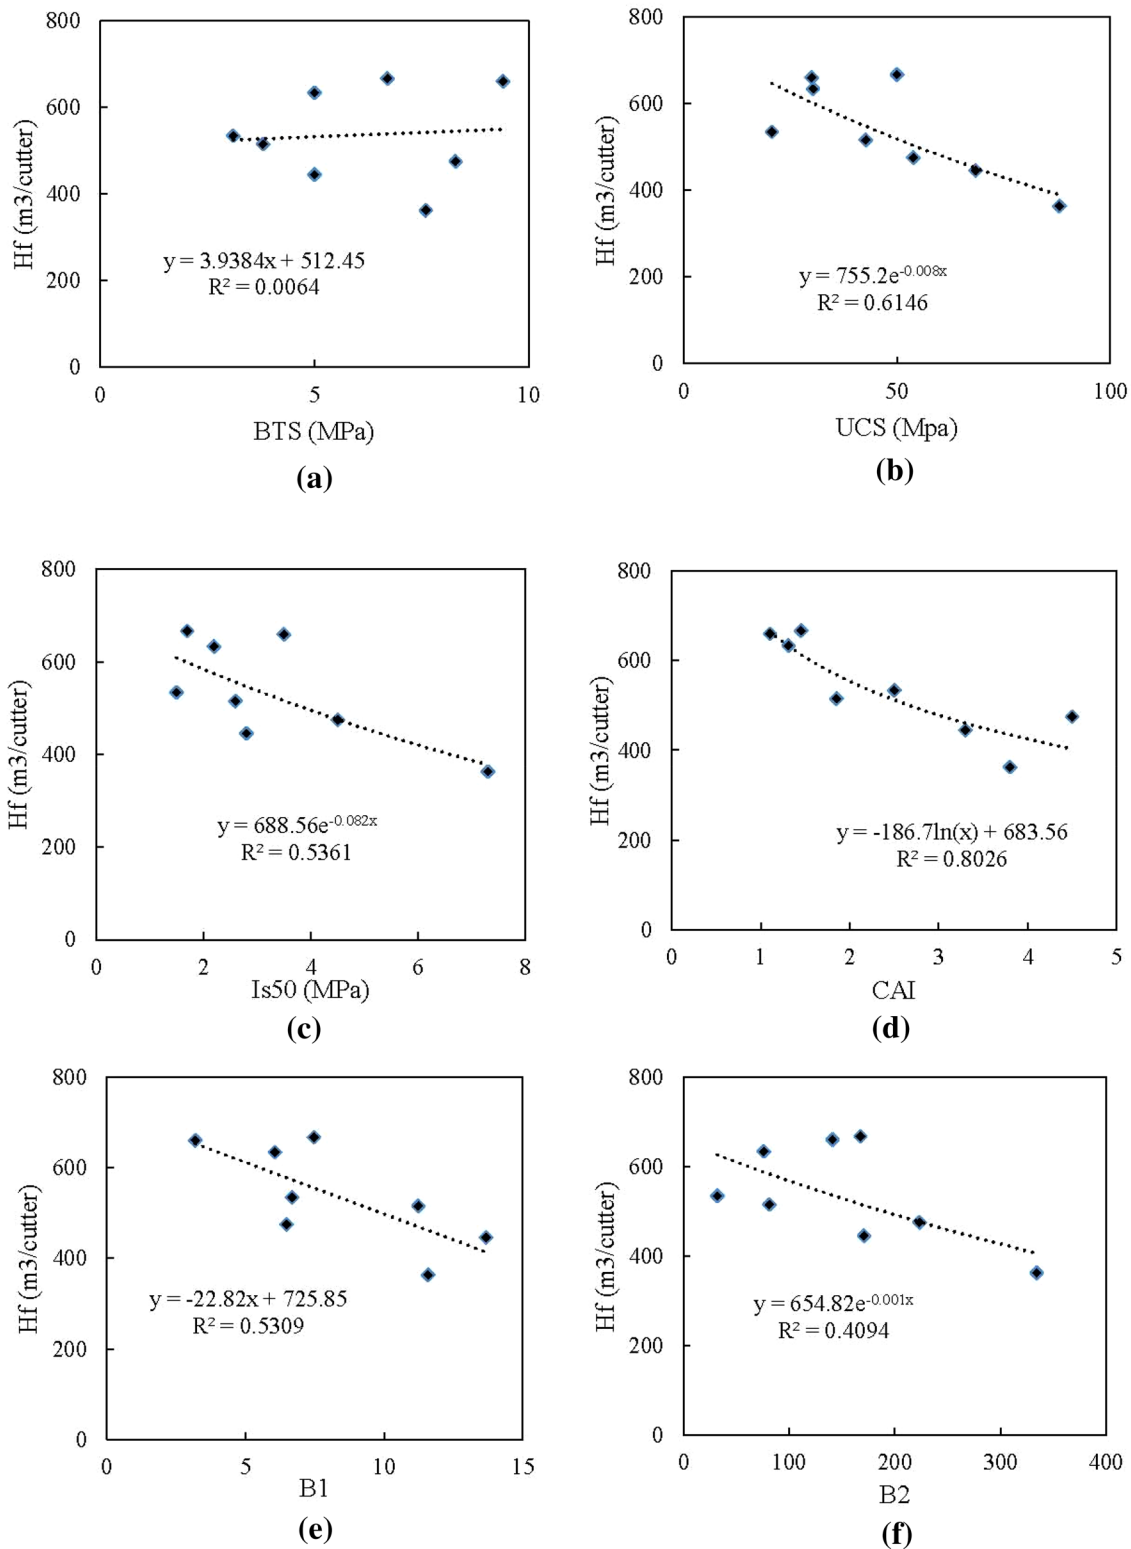 800
600
400
200
0
Hf (m3/cutter)
y = 3.9384x + 512.45
R² = 0.0064
0 5 10
BTS (MPa)
(a)
800
600
400
200
0
Hf (m3/cutter)
y = 755.2e^-0.008x
R² = 0.6146
0 50 100
UCS (Mpa)
(b)
800
600
400
200
0
Hf (m3/cutter)
y = 688.56e^-0.082x
R² = 0.5361
0 2 4 6 8
Is50 (MPa)
(c)
800
600
400
200
0
Hf (m3/cutter)
y = -186.7ln(x) + 683.56
R² = 0.8026
0 1 2 3 4 5
CAI
(d)
800
600
400
200
0
Hf (m3/cutter)
y = -22.82x + 725.85
R² = 0.5309
0 5 10 15
B1
(e)
800
600
400
200
0
Hf (m3/cutter)
y = 654.82e^-0.001x
R² = 0.4094
0 100 200 300 400
B2
(f)